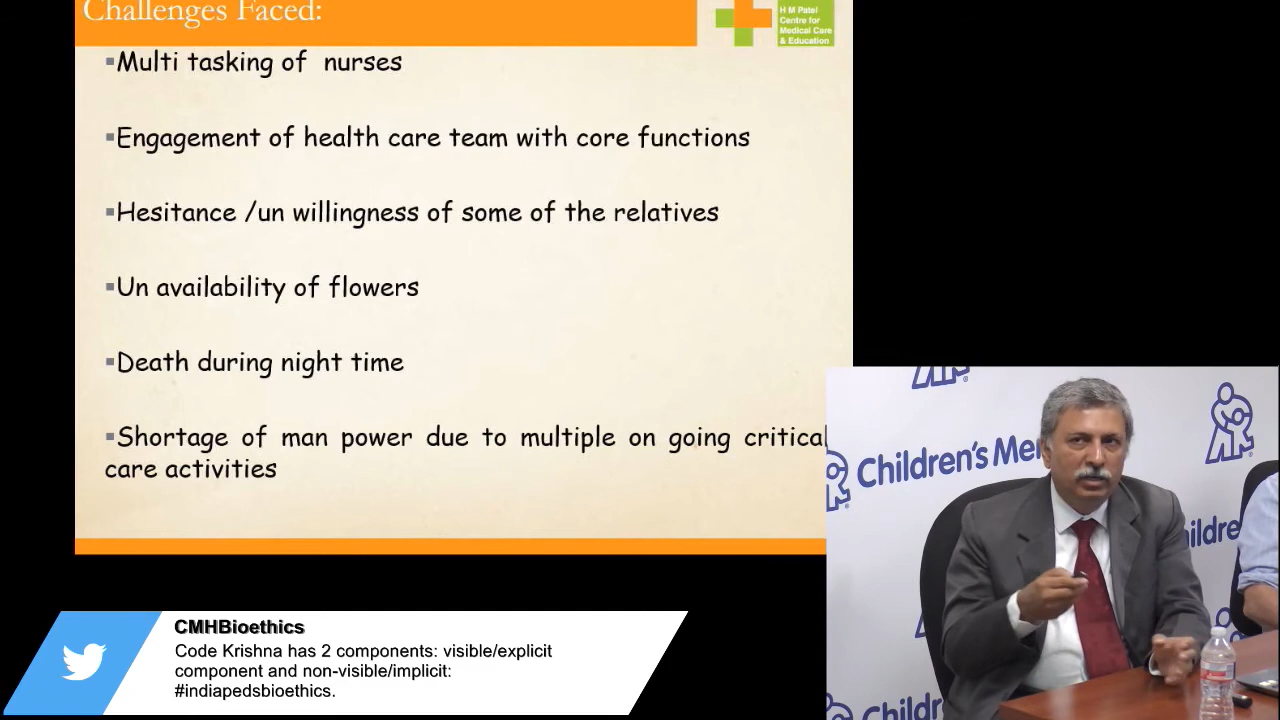 Challenges Faced:
H M Patel
Centre for
Medical Care
& Education
▪Multi tasking of nurses
▪Engagement of health care team with core functions
▪Hesitance /un willingness of some of the relatives
▪Un availability of flowers
▪Death during night time
▪Shortage of man power due to multiple on going critical
care activities
Children's Mer
CMHBioethics
Code Krishna has 2 components: visible/explicit
component and non-visible/implicit:
#indiapedsbioethics.